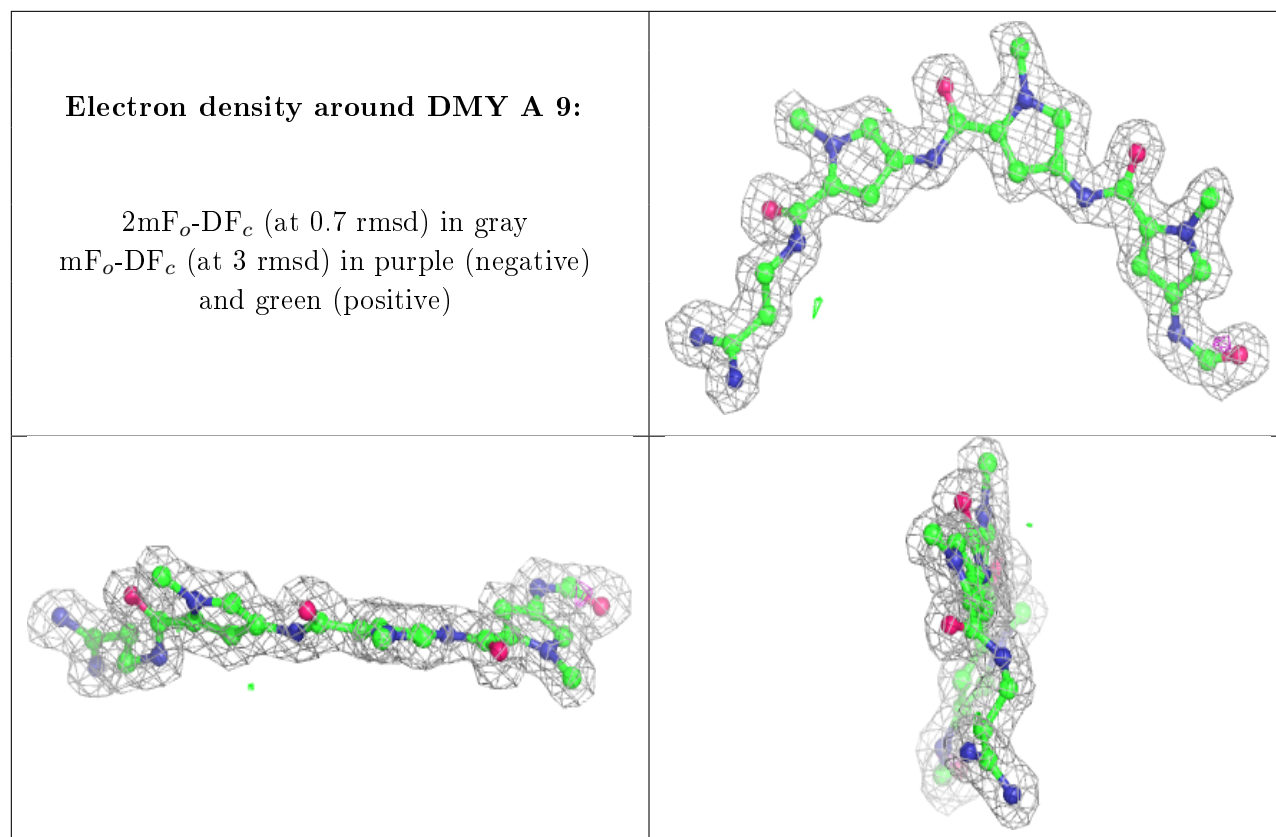 Electron density around DMY A 9:
2mFo-DFc (at 0.7 rmsd) in gray
mFo-DFc (at 3 rmsd) in purple (negative)
and green (positive)